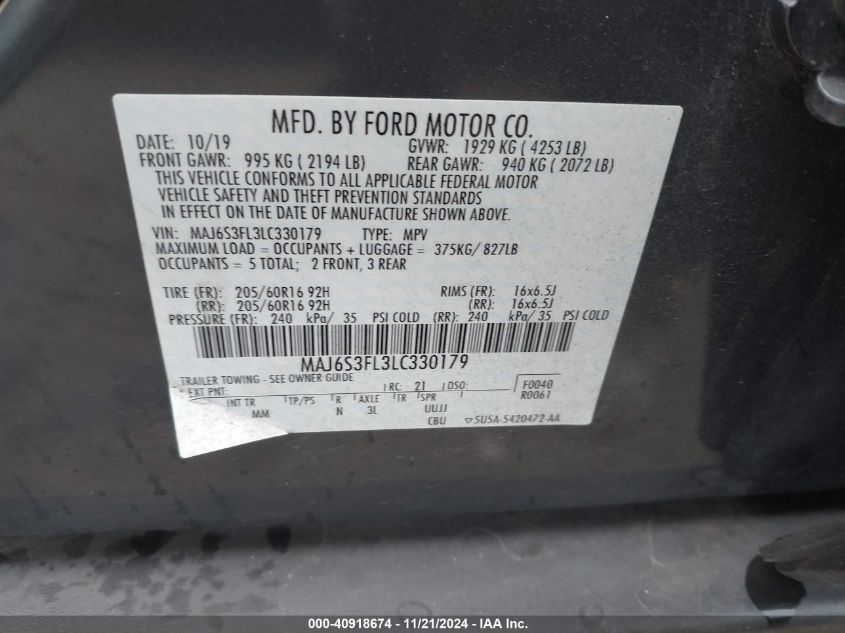 MFD. BY FORD MOTOR CO.
DATE: 10/19 GVWR: 1929 KG ( 4253 LB)
FRONT GAWR: 995 KG ( 2194 LB) REAR GAWR: 940 KG ( 2072 LB)
THIS VEHICLE CONFORMS TO ALL APPLICABLE FEDERAL MOTOR
VEHICLE SAFETY AND THEFT PREVENTION STANDARDS
IN EFFECT ON THE DATE OF MANUFACTURE SHOWN ABOVE.
VIN: MAJ6S3FL3LC330179 TYPE: MPV
MAXIMUM LOAD = OCCUPANTS + LUGGAGE = 375KG/ 827LB
OCCUPANTS = 5 TOTAL; 2 FRONT, 3 REAR
TIRE (FR): 205/60R16 92H RIMS (FR): 16x6.5J
(RR): 205/60R16 92H (RR): 16x6.5J
PRESSURE (FR): 240 kPa/ 35 PSI COLD (RR): 240 kPa/ 35 PSI COLD
MAJ6S3FL3LC330179
TRAILER TOWING - SEE OWNER GUIDE
EXT PNT: RC: 21 DSO: F0040
R0061
INT TR TP/PS R AXLE TR SPR
MM N 3L UUJJ
CBU SU5A-5420472-AA
000-40918674 - 11/21/2024 - IAA Inc.